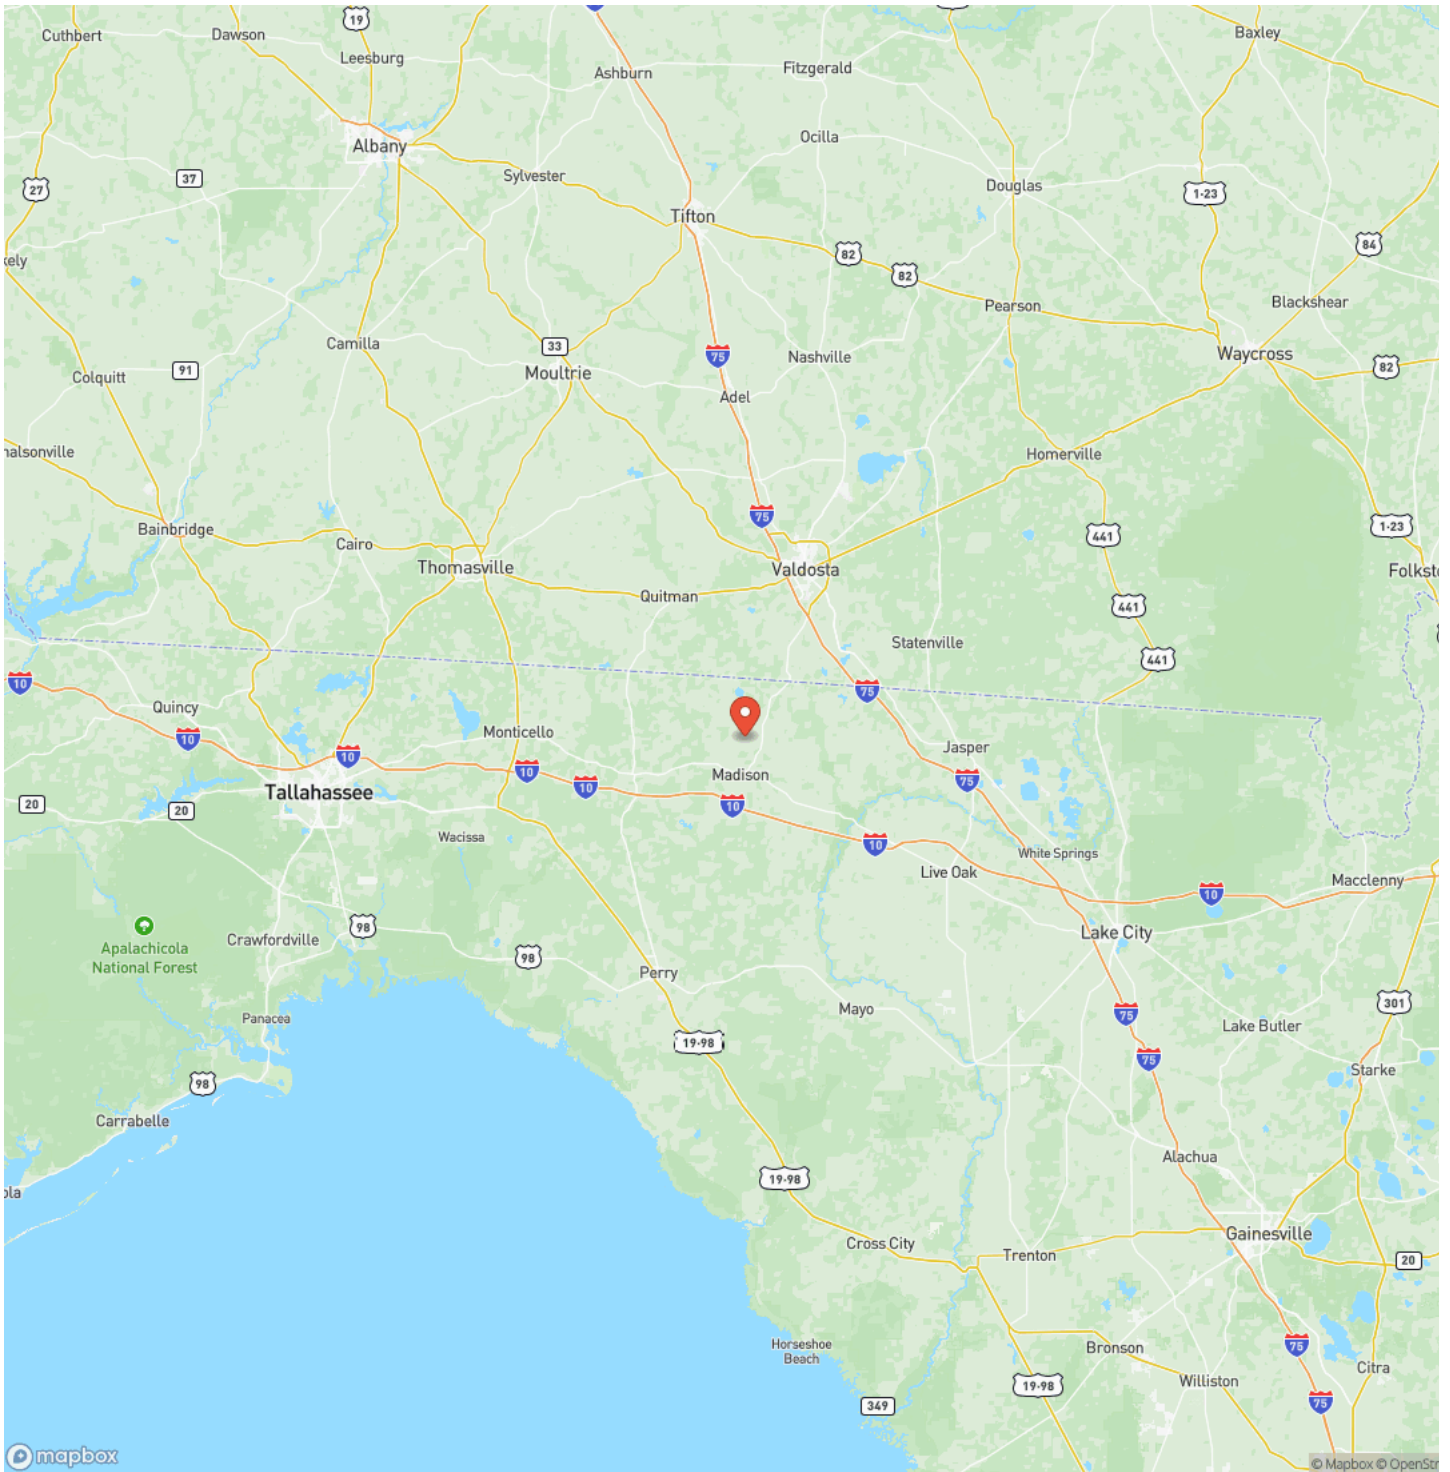 19
Cuthbert
Dawson
Leesburg
Ashburn
Fitzgerald
Baxley
Albany
Ocilla
27
37
Sylvester
Douglas
1-23
Tifton
82
82
84
kely
Pearson
Blackshear
Camilla
33
75
Nashville
Waycross
82
Colquitt
91
Moultrie
Adel
nalsonville
Homerville
Bainbridge
Cairo
75
441
1-23
Thomasville
Valdosta
Folksto
Quitman
441
Statenville
441
10
75
Quincy
10
Monticello
10
10
10
Jasper
75
Madison
Tallahassee
20
20
10
Wacissa
10
White Springs
Live Oak
Macclenny
10
98
Lake City
Apalachicola
National Forest
Crawfordville
98
Perry
Mayo
301
75
Panacea
Lake Butler
19-98
75
98
Starke
Carrabelle
Alachua
19-98
ola
Gainesville
Cross City
Trenton
20
Horseshoe
Beach
75
Bronson
Citra
19-98
Williston
349
75
mapbox
© Mapbox © OpenStr